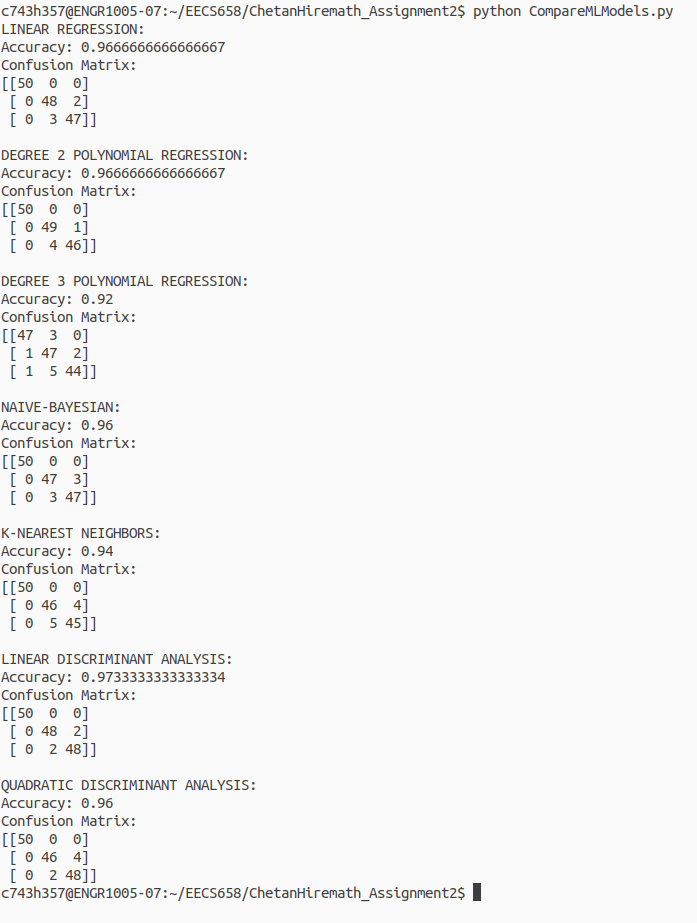 c743h357@ENGR1005-07:~/EECS658/ChetanHiremath_Assignment2$ python CompareMLModels.py
LINEAR REGRESSION:
Accuracy: 0.9666666666666667
Confusion Matrix:
[[50  0  0]
 [ 0 48  2]
 [ 0  3 47]]

DEGREE 2 POLYNOMIAL REGRESSION:
Accuracy: 0.9666666666666667
Confusion Matrix:
[[50  0  0]
 [ 0 49  1]
 [ 0  4 46]]

DEGREE 3 POLYNOMIAL REGRESSION:
Accuracy: 0.92
Confusion Matrix:
[[47  3  0]
 [ 1 47  2]
 [ 1  5 44]]

NAIVE-BAYESIAN:
Accuracy: 0.96
Confusion Matrix:
[[50  0  0]
 [ 0 47  3]
 [ 0  3 47]]

K-NEAREST NEIGHBORS:
Accuracy: 0.94
Confusion Matrix:
[[50  0  0]
 [ 0 46  4]
 [ 0  5 45]]

LINEAR DISCRIMINANT ANALYSIS:
Accuracy: 0.9733333333333334
Confusion Matrix:
[[50  0  0]
 [ 0 48  2]
 [ 0  2 48]]

QUADRATIC DISCRIMINANT ANALYSIS:
Accuracy: 0.96
Confusion Matrix:
[[50  0  0]
 [ 0 46  4]
 [ 0  2 48]]
c743h357@ENGR1005-07:~/EECS658/ChetanHiremath_Assignment2$